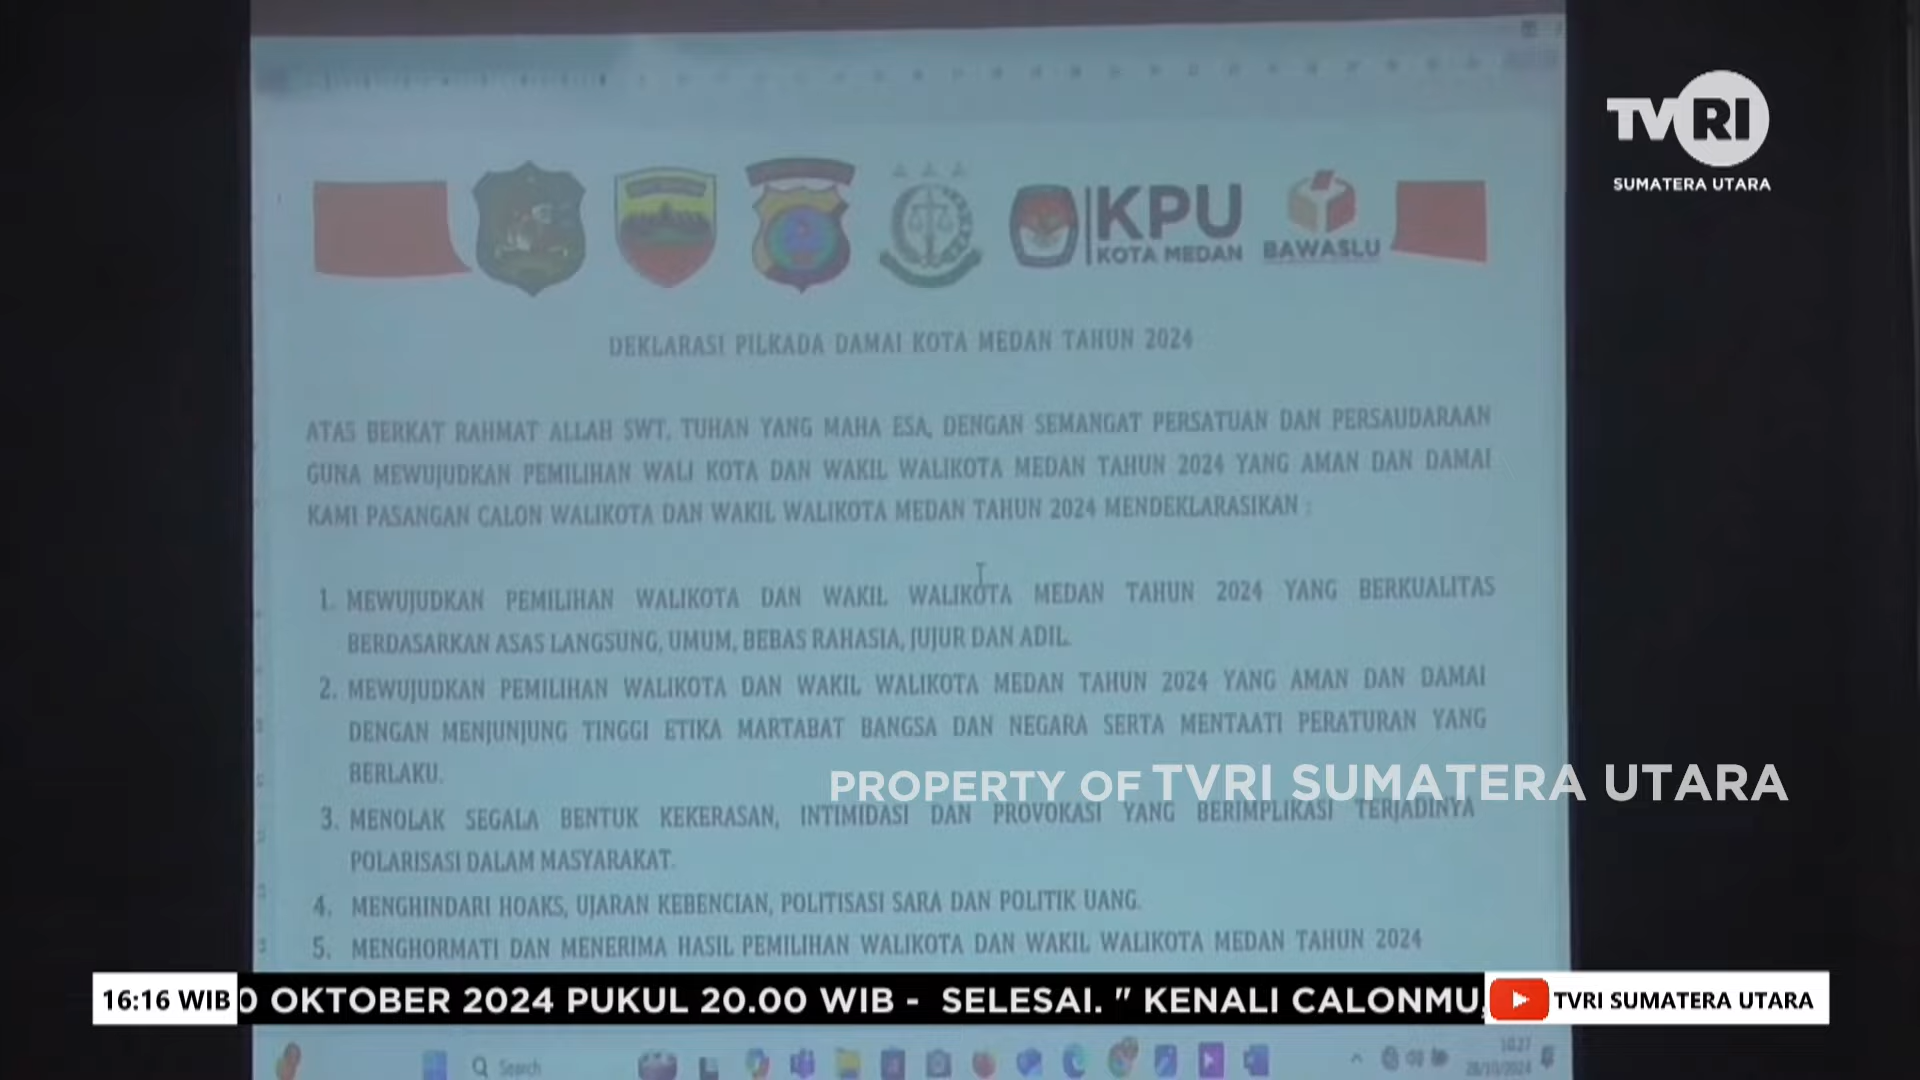 TVRI
SUMATERA UTARA
KPU
KOTA MEDAN
BAWASLU
DEKLARASI PILKADA DAMAI KOTA MEDAN TAHUN 2024
ATAS BERKAT RAHMAT ALLAH SWT, TUHAN YANG MAHA ESA, DENGAN SEMANGAT PERSATUAN DAN PERSAUDARAAN
GUNA MEWUJUDKAN PEMILIHAN WALI KOTA DAN WAKIL WALIKOTA MEDAN TAHUN 2024 YANG AMAN DAN DAMAI
KAMI PASANGAN CALON WALIKOTA DAN WAKIL WALIKOTA MEDAN TAHUN 2024 MENDEKLARASIKAN :
1. MEWUJUDKAN PEMILIHAN WALIKOTA DAN WAKIL WALIKOTA MEDAN TAHUN 2024 YANG BERKUALITAS
BERDASARKAN ASAS LANGSUNG, UMUM, BEBAS RAHASIA, JUJUR DAN ADIL.
2. MEWUJUDKAN PEMILIHAN WALIKOTA DAN WAKIL WALIKOTA MEDAN TAHUN 2024 YANG AMAN DAN DAMAI
DENGAN MENJUNJUNG TINGGI ETIKA MARTABAT BANGSA DAN NEGARA SERTA MENTAATI PERATURAN YANG
BERLAKU.
PROPERTY OF TVRI SUMATERA UTARA
3. MENOLAK SEGALA BENTUK KEKERASAN, INTIMIDASI DAN PROVOKASI YANG BERIMPLIKASI TERJADINYA
POLARISASI DALAM MASYARAKAT.
4. MENGHINDARI HOAKS, UJARAN KEBENCIAN, POLITISASI SARA DAN POLITIK UANG.
5. MENGHORMATI DAN MENERIMA HASIL PEMILIHAN WALIKOTA DAN WAKIL WALIKOTA MEDAN TAHUN 2024
16:16 WIB 0 OKTOBER 2024 PUKUL 20.00 WIB - SELESAI. " KENALI CALONMU, TVRI SUMATERA UTARA
Search
10:27
28/10/2024